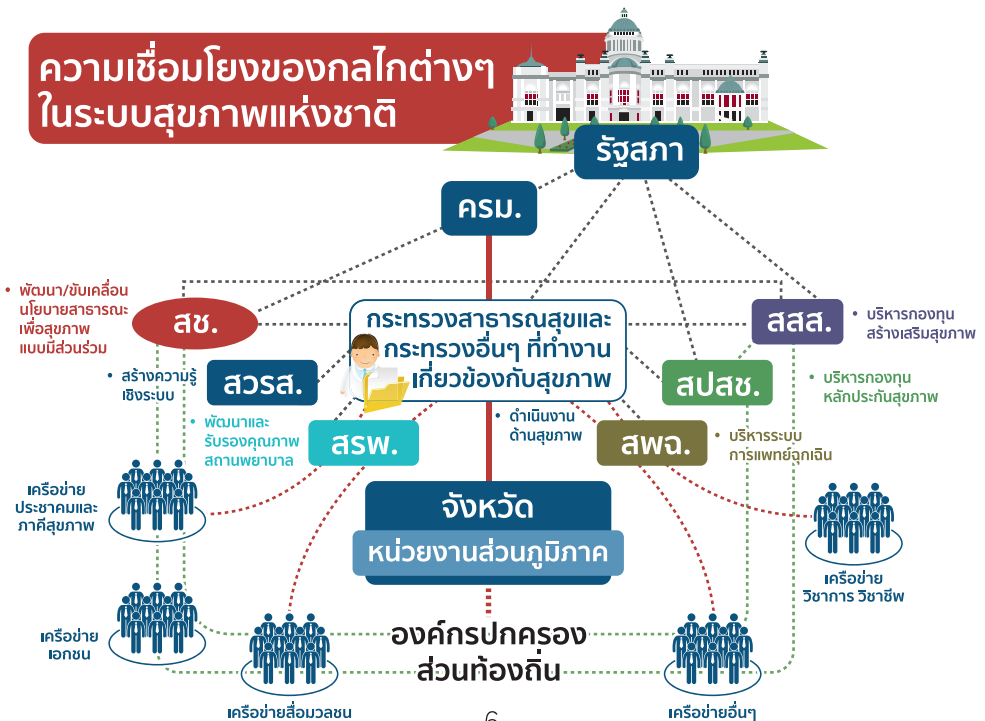 ความเชื่อมโยงของกลไกต่างๆ
ในระบบสุขภาพแห่งชาติ
รัฐสภา
ครม.
• พัฒนา/ขับเคลื่อน
นโยบายสาธารณะ
เพื่อสุขภาพ
แบบมีส่วนร่วม
สช.
กระทรวงสาธารณสุขและ
กระทรวงอื่นๆ ที่ทำงาน
เกี่ยวข้องกับสุขภาพ
สสส.
• บริหารกองทุน
สร้างเสริมสุขภาพ
• สร้างความรู้
เชิงระบบ
สวรส.
สปสช.
• บริหารกองทุน
หลักประกันสุขภาพ
• พัฒนาและ
รับรองคุณภาพ
สถานพยาบาล
สรพ.
• ดำเนินงาน
ด้านสุขภาพ
สพฉ.
• บริหารระบบ
การแพทย์ฉุกเฉิน
เครือข่าย
ประชาคมและ
ภาคีสุขภาพ
จังหวัด
หน่วยงานส่วนภูมิภาค
เครือข่าย
วิชาการ วิชาชีพ
เครือข่าย
เอกชน
องค์กรปกครอง
ส่วนท้องถิ่น
เครือข่ายสื่อมวลชน
เครือข่ายอื่นๆ
6